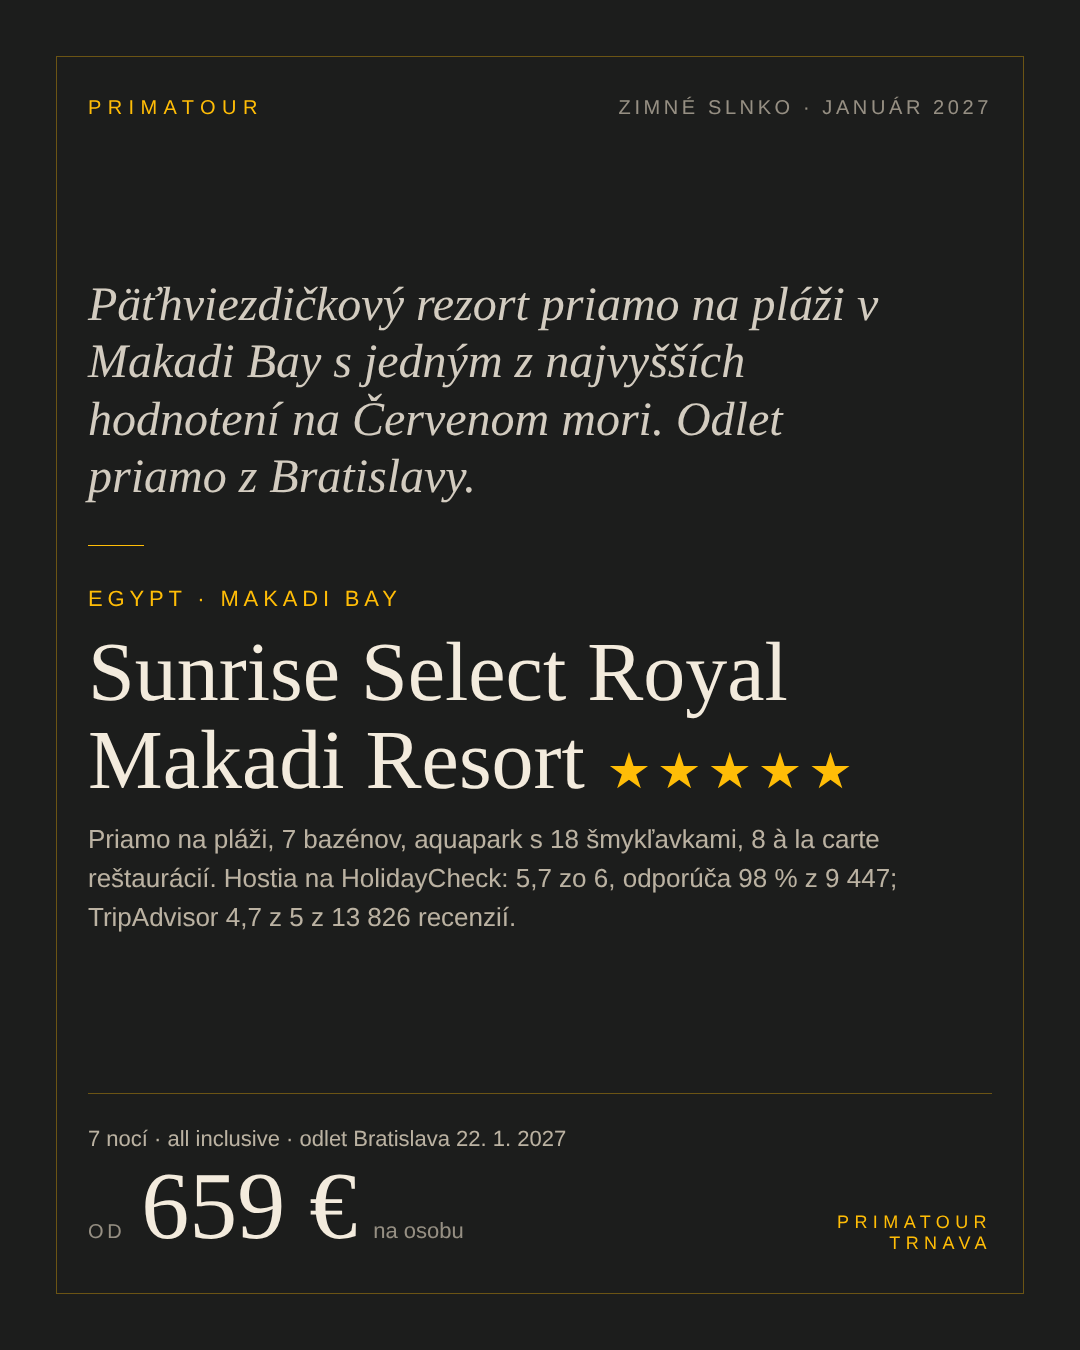 PRIMATOUR
ZIMNÉ SLNKO · JANUÁR 2027
Päťhviezdičkový rezort priamo na pláži v
Makadi Bay s jedným z najvyšších
hodnotení na Červenom mori. Odlet
priamo z Bratislavy.
EGYPT · MAKADI BAY
Sunrise Select Royal
Makadi Resort ★★★★★
Priamo na pláži, 7 bazénov, aquapark s 18 šmykľavkami, 8 à la carte
reštaurácií. Hostia na HolidayCheck: 5,7 zo 6, odporúča 98 % z 9 447;
TripAdvisor 4,7 z 5 z 13 826 recenzií.
7 nocí · all inclusive · odlet Bratislava 22. 1. 2027
OD 659 € na osobu
PRIMATOUR
TRNAVA